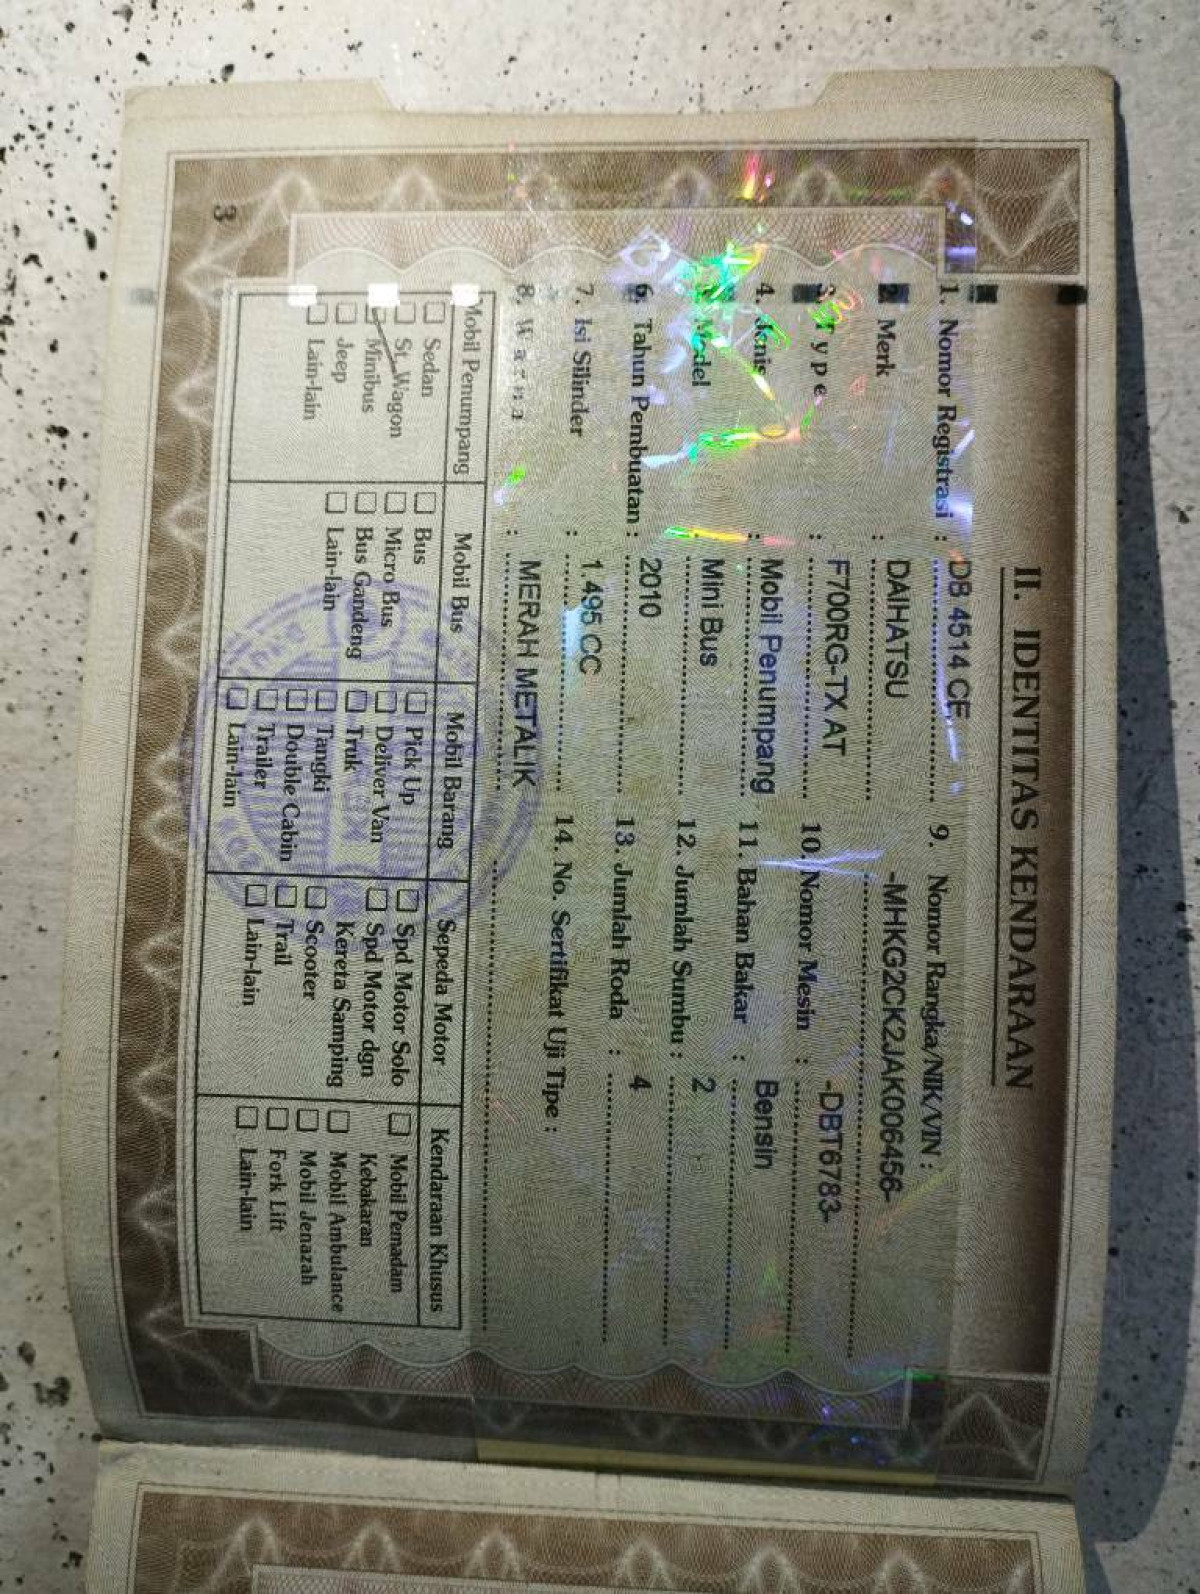 II. IDENTITAS KENDARAAN
1. Nomor Registrasi : DB 4514 CF
2. Merk : DAIHATSU
3. Type : F700RG-TX AT
4. Jenis : Mobil Penumpang
5. Model : Mini Bus
6. Tahun Pembuatan : 2010
7. Isi Silinder : 1.495 CC
8. Warna : MERAH METALIK
9. Nomor Rangka/NIK/VIN :
-MHKG2CK2JAK006456-
10. Nomor Mesin : -DBT6783-
11. Bahan Bakar : Bensin
12. Jumlah Sumbu : 2
13. Jumlah Roda : 4
14. No. Sertifikat Uji Tipe :
Mobil Penumpang
Sedan
St. Wagon
Minibus
Jeep
Lain-lain
Mobil Bus
Bus
Micro Bus
Bus Gandeng
Lain-lain
Mobil Barang
Pick Up
Deliver Van
Truk
Tangki
Double Cabin
Trailer
Lain-lain
Sepeda Motor
Spd Motor Solo
Spd Motor dgn
Kereta Samping
Scooter
Trail
Lain-lain
Kendaraan Khusus
Mobil Pemadam
Kebakaran
Mobil Ambulance
Mobil Jenazah
Fork Lift
Lain-lain
3